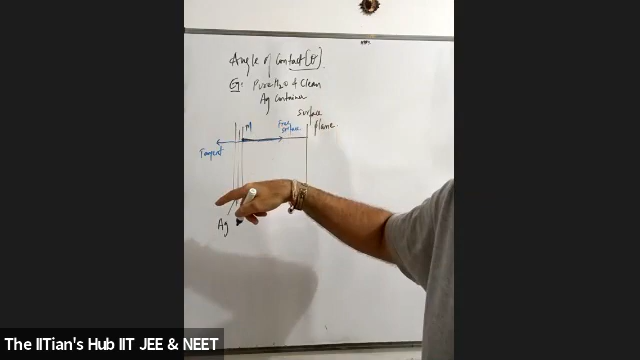 Angle of Contact (θ).
Eg: Pure H2O & Clean
Ag Container
surface
plane.
M
Free
surface.
Tangent
Ag
The IITian's Hub IIT JEE & NEET